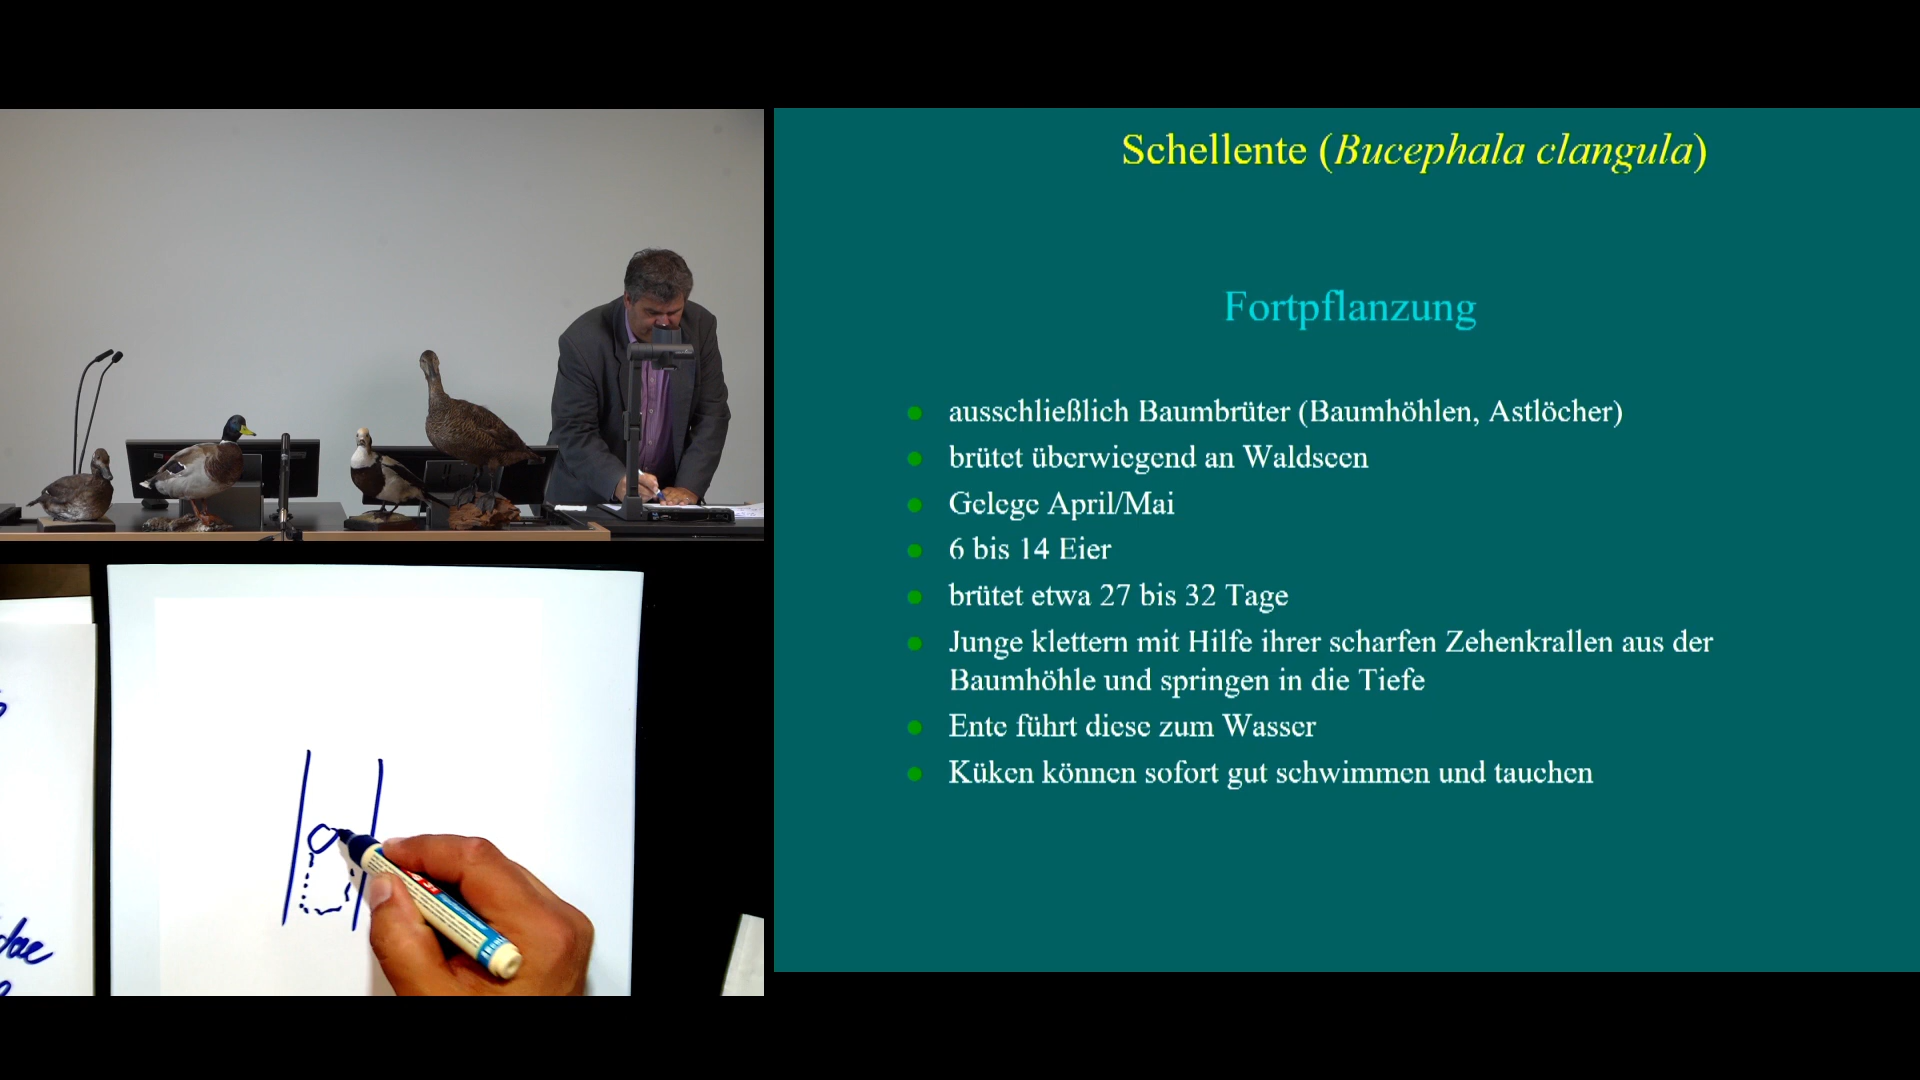 Schellente (Bucephala clangula)
Fortpflanzung
ausschließlich Baumbrüter (Baumhöhlen, Astlöcher)
brütet überwiegend an Waldseen
Gelege April/Mai
6 bis 14 Eier
brütet etwa 27 bis 32 Tage
Junge klettern mit Hilfe ihrer scharfen Zehenkrallen aus der
Baumhöhle und springen in die Tiefe
Ente führt diese zum Wasser
Küken können sofort gut schwimmen und tauchen
dae